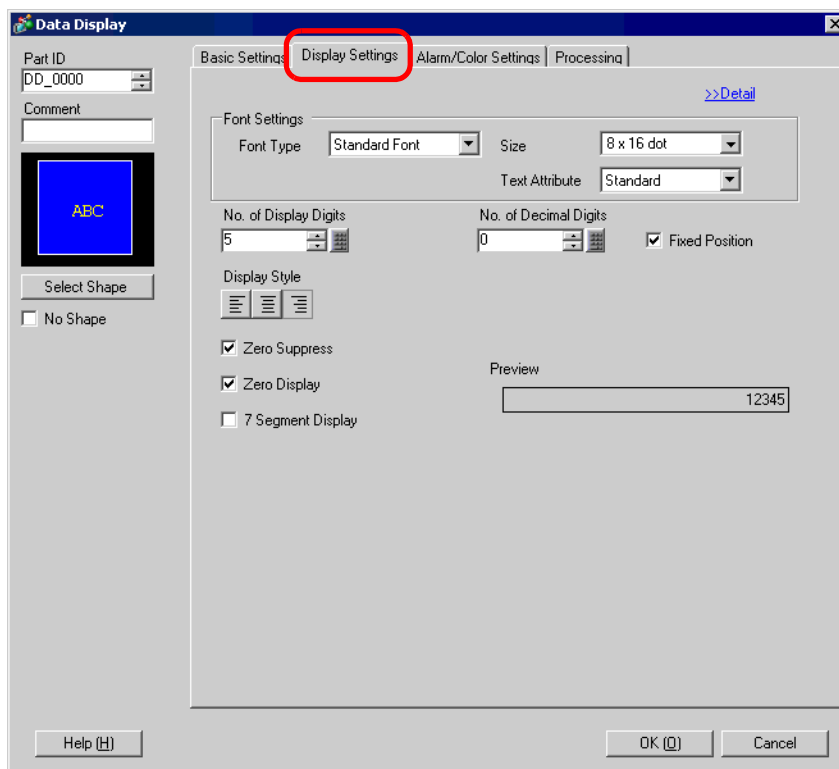 Data Display
Part ID
DD_0000
Comment
ABC
Select Shape
No Shape
Basic Settings Display Settings Alarm/Color Settings Processing
>>Detail
Font Settings
Font Type Standard Font Size 8 x 16 dot
Text Attribute Standard
No. of Display Digits No. of Decimal Digits
5 0 Fixed Position
Display Style
Zero Suppress
Preview
Zero Display
12345
7 Segment Display
Help (H) OK (O) Cancel